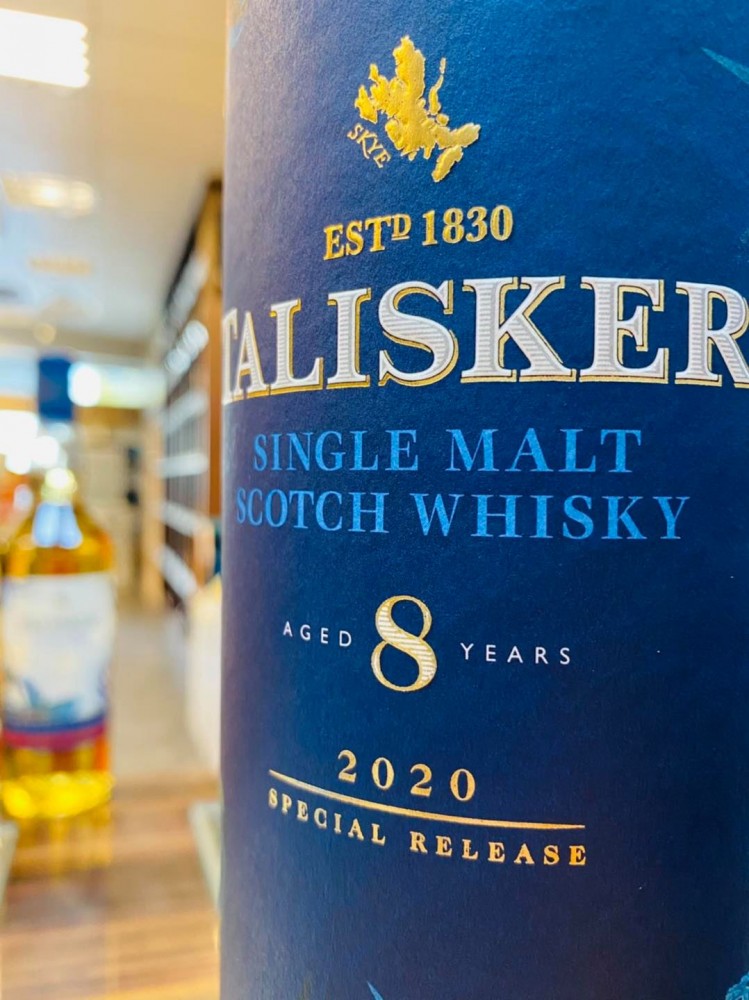 SKYE
ESTD 1830
TALISKER
SINGLE MALT
SCOTCH WHISKY
AGED 8 YEARS
2020
SPECIAL RELEASE